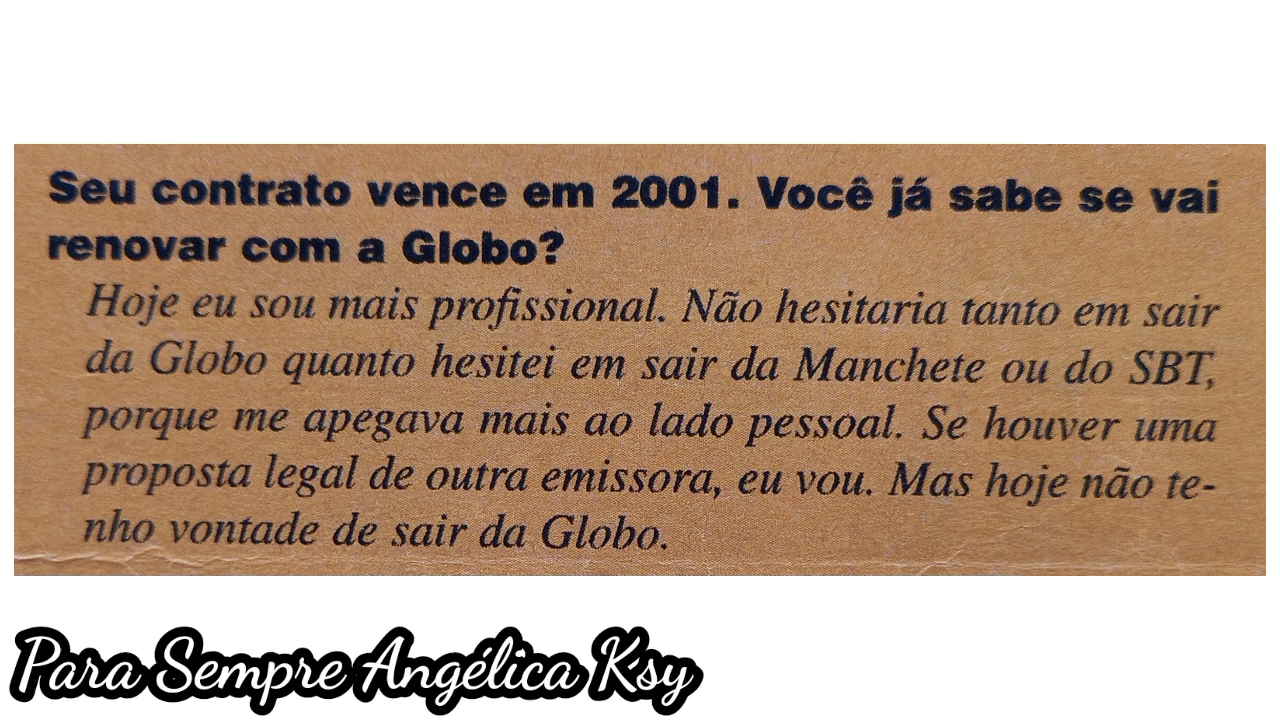 Seu contrato vence em 2001. Você já sabe se vai
renovar com a Globo?
Hoje eu sou mais profissional. Não hesitaria tanto em sair
da Globo quanto hesitei em sair da Manchete ou do SBT,
porque me apegava mais ao lado pessoal. Se houver uma
proposta legal de outra emissora, eu vou. Mas hoje não te-
nho vontade de sair da Globo.
Para Sempre Angélica Ksy